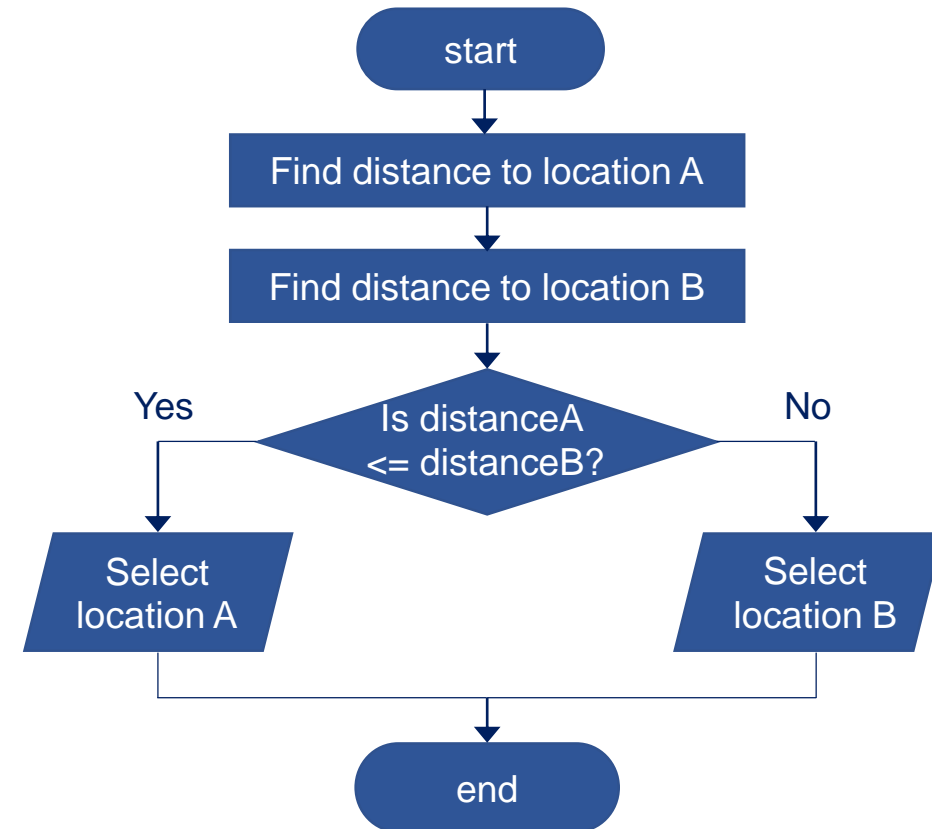 start
Find distance to location A
Find distance to location B
Yes
Is distanceA
<= distanceB?
No
Select
location A
Select
location B
end